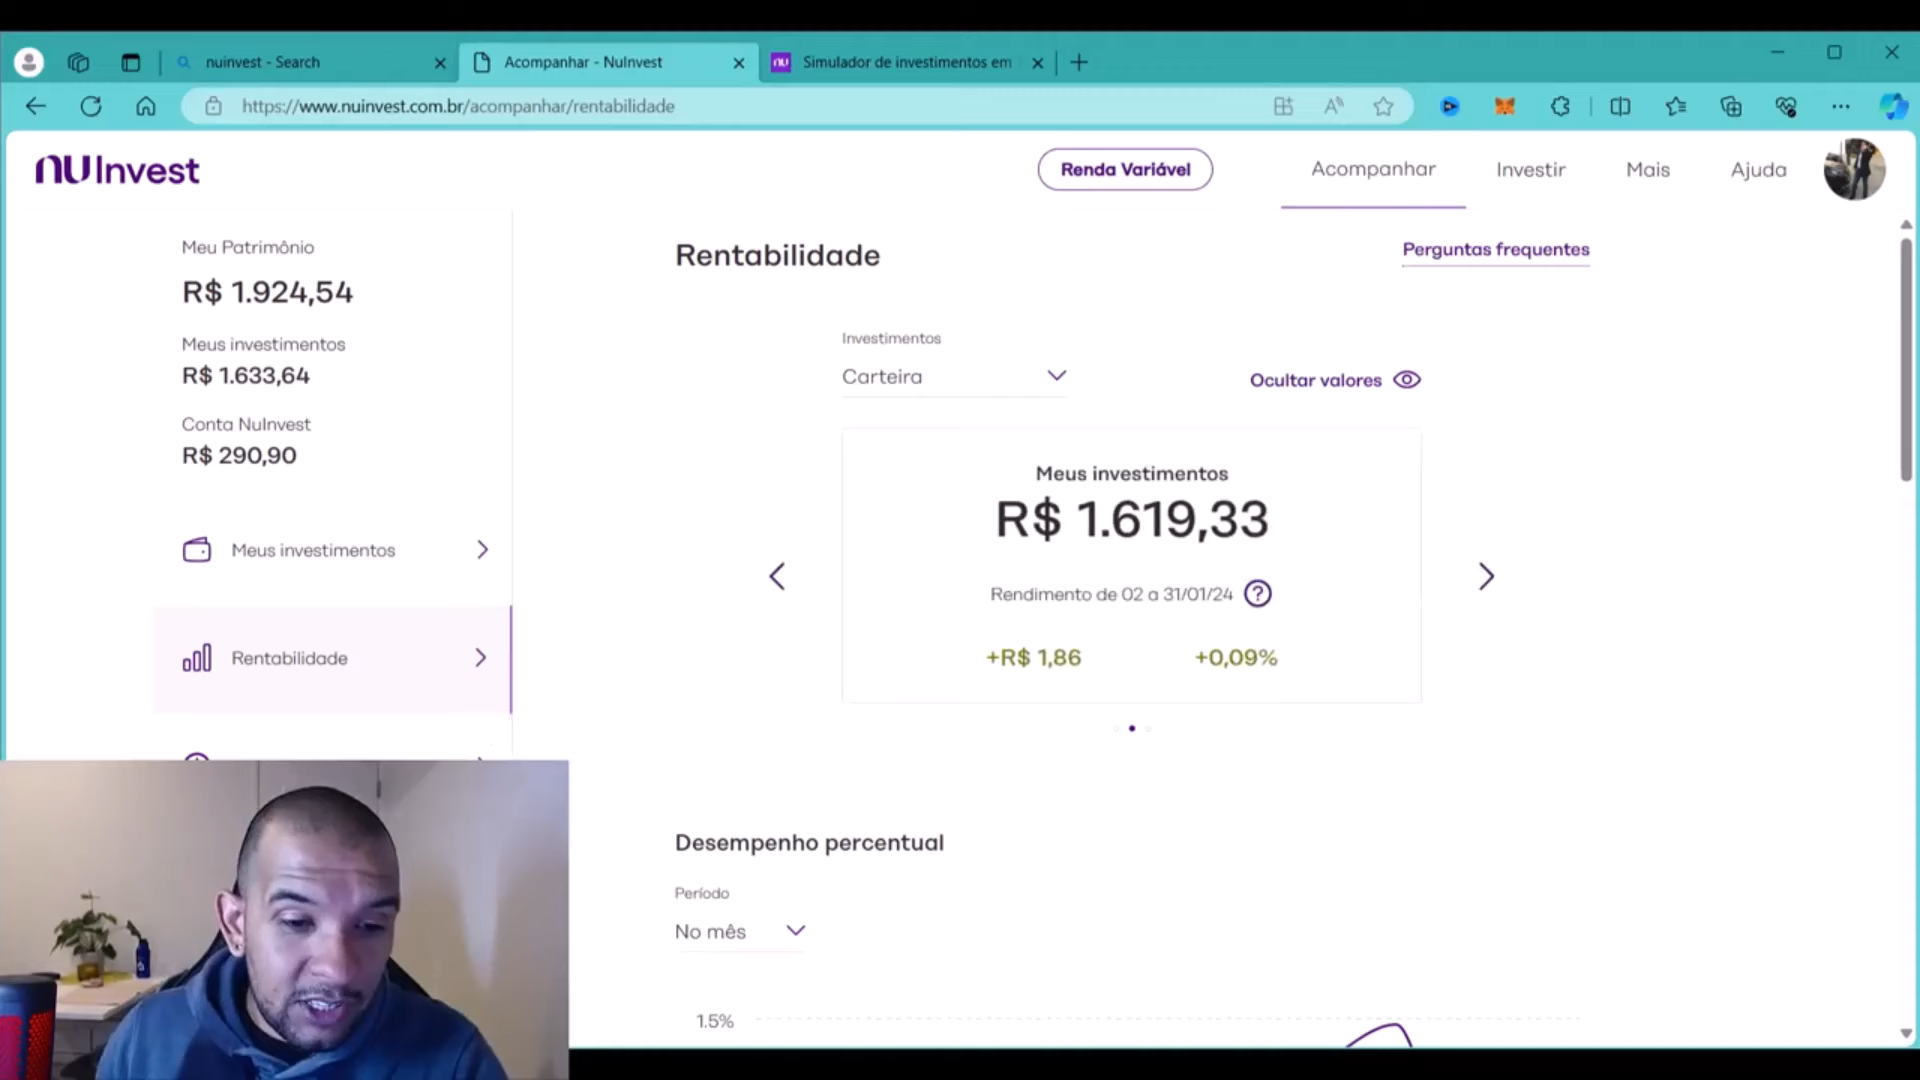 nuinvest - Search
Acompanhar - NuInvest
Simulador de investimentos em
https://www.nuinvest.com.br/acompanhar/rentabilidade
nu Invest
Renda Variável
Acompanhar
Investir
Mais
Ajuda
Meu Patrimônio
R$ 1.924,54
Meus investimentos
R$ 1.633,64
Conta NuInvest
R$ 290,90
Meus investimentos
Rentabilidade
Rentabilidade
Perguntas frequentes
Investimentos
Carteira
Ocultar valores
Meus investimentos
R$ 1.619,33
Rendimento de 02 a 31/01/24
+R$ 1,86
+0,09%
Desempenho percentual
Período
No mês
1.5%